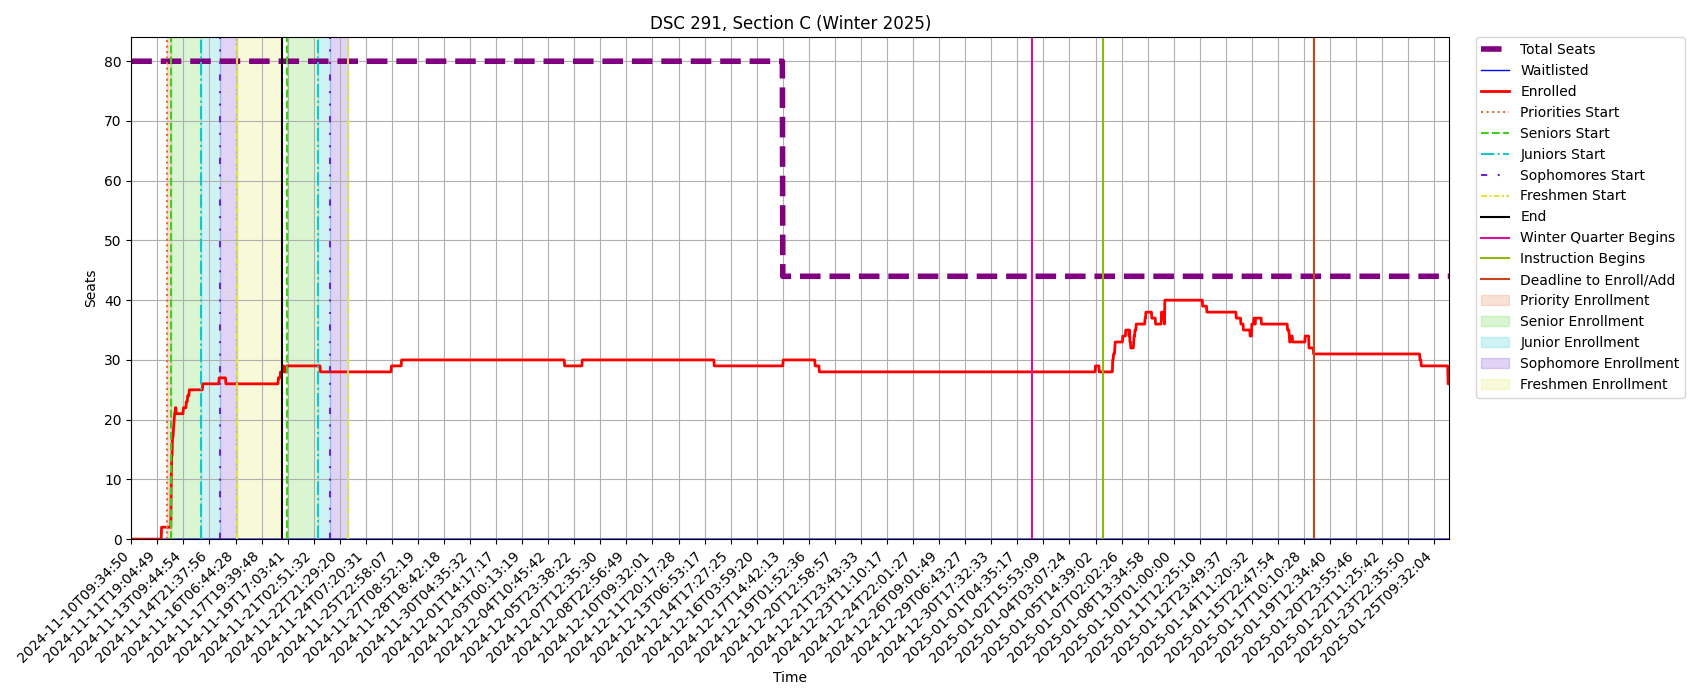 DSC 291, Section C (Winter 2025)
Seats
80
70
60
50
40
30
20
10
0
2024-11-10T09:34:50
2024-11-11T19:04:49
2024-11-13T09:44:54
2024-11-14T21:37:56
2024-11-16T06:44:28
2024-11-17T19:39:48
2024-11-19T17:03:41
2024-11-21T02:51:32
2024-11-22T21:29:20
2024-11-24T07:20:31
2024-11-25T22:58:07
2024-11-27T08:52:19
2024-11-28T18:42:18
2024-11-30T04:35:32
2024-12-01T14:17:17
2024-12-03T00:13:19
2024-12-04T10:45:42
2024-12-05T23:38:22
2024-12-07T12:35:30
2024-12-08T22:56:49
2024-12-10T09:32:01
2024-12-11T20:17:28
2024-12-13T06:53:17
2024-12-14T17:27:25
2024-12-16T03:59:20
2024-12-17T14:42:13
2024-12-19T01:52:36
2024-12-20T12:58:57
2024-12-21T23:43:33
2024-12-23T11:10:17
2024-12-24T22:01:27
2024-12-26T09:01:49
2024-12-29T06:43:27
2024-12-30T17:32:33
2025-01-01T04:35:17
2025-01-02T15:53:09
2025-01-04T03:07:24
2025-01-05T14:39:02
2025-01-07T02:02:26
2025-01-08T13:34:58
2025-01-10T01:00:00
2025-01-11T12:25:10
2025-01-12T23:49:37
2025-01-14T11:20:32
2025-01-15T22:47:54
2025-01-17T10:10:28
2025-01-19T12:34:40
2025-01-20T23:55:46
2025-01-22T11:25:42
2025-01-23T22:35:50
2025-01-25T09:32:04
Time
Total Seats
Waitlisted
Enrolled
Priorities Start
Seniors Start
Juniors Start
Sophomores Start
Freshmen Start
End
Winter Quarter Begins
Instruction Begins
Deadline to Enroll/Add
Priority Enrollment
Senior Enrollment
Junior Enrollment
Sophomore Enrollment
Freshmen Enrollment